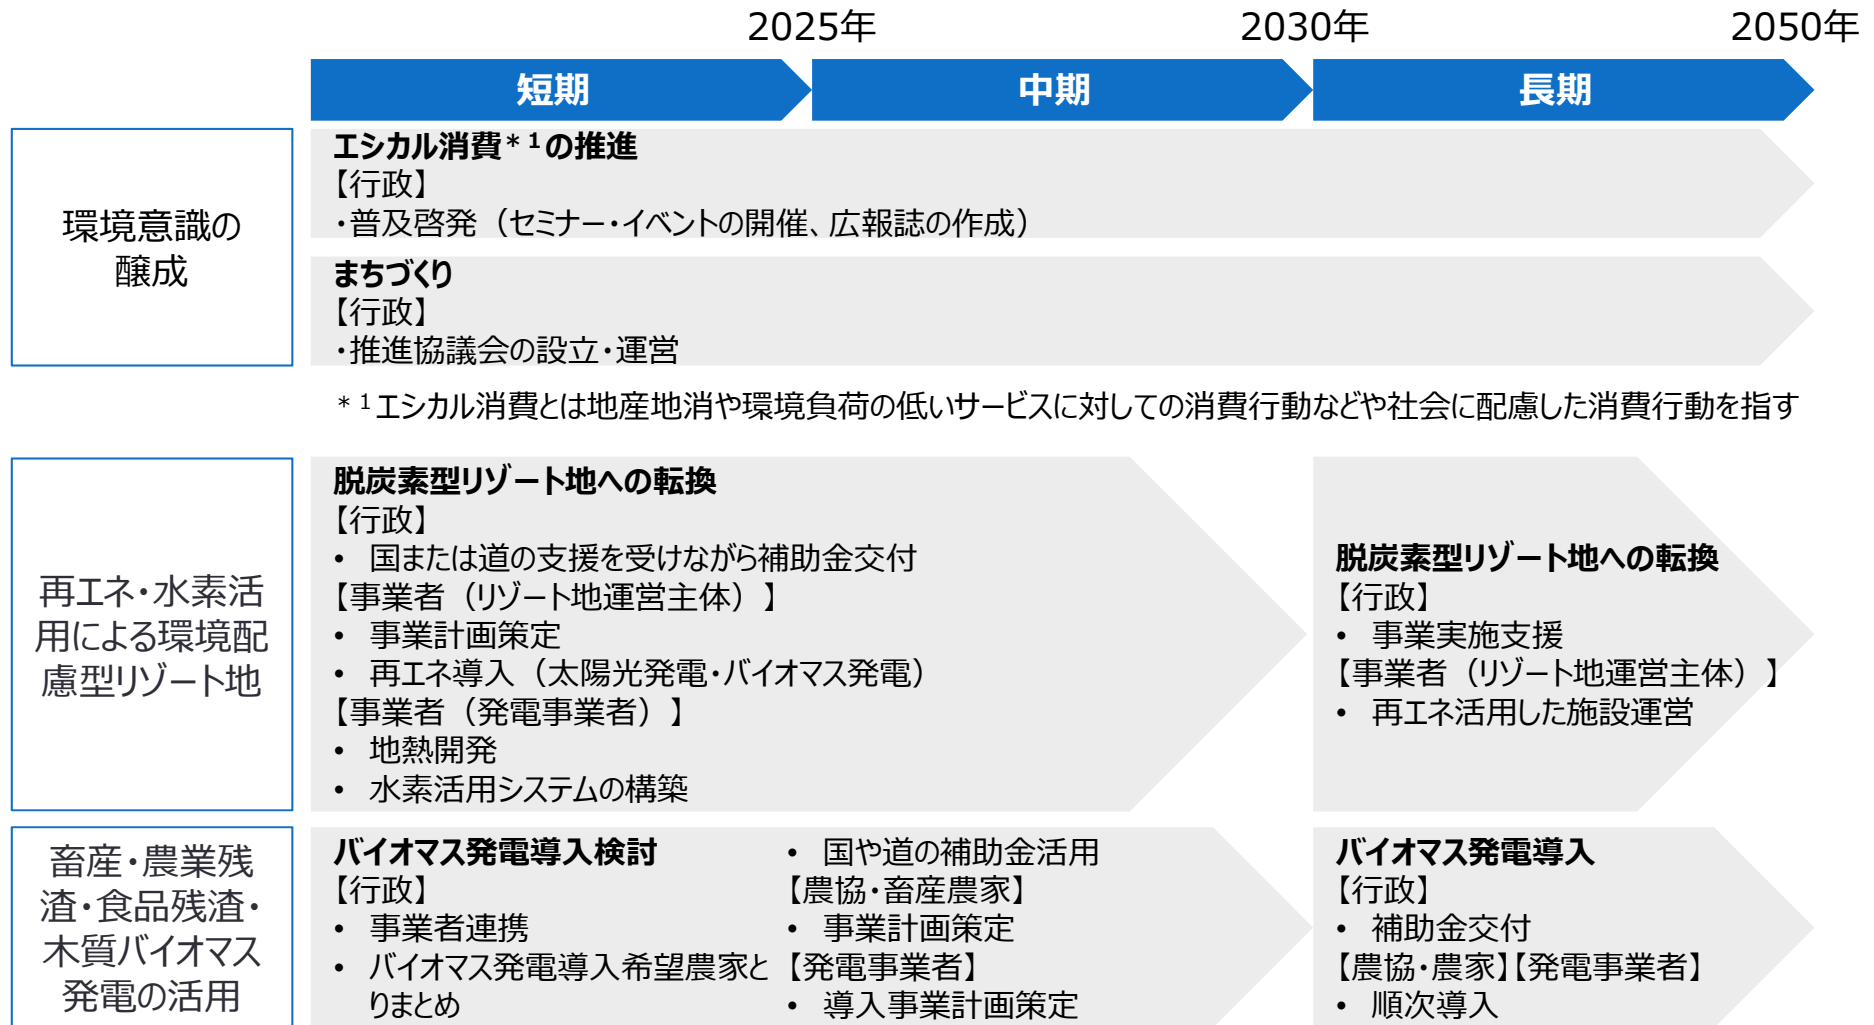 2025年
2030年
2050年
短期
中期
長期
環境意識の
醸成
エシカル消費＊1の推進
【行政】
・普及啓発（セミナー・イベントの開催、広報誌の作成）
まちづくり
【行政】
・推進協議会の設立・運営
＊1エシカル消費とは地産地消や環境負荷の低いサービスに対しての消費行動などや社会に配慮した消費行動を指す
再エネ・水素活
用による環境配
慮型リゾート地
脱炭素型リゾート地への転換
【行政】
• 国または道の支援を受けながら補助金交付
【事業者（リゾート地運営主体）】
• 事業計画策定
• 再エネ導入（太陽光発電・バイオマス発電）
【事業者（発電事業者）】
• 地熱開発
• 水素活用システムの構築
脱炭素型リゾート地への転換
【行政】
• 事業実施支援
【事業者（リゾート地運営主体）】
• 再エネ活用した施設運営
畜産・農業残
渣・食品残渣・
木質バイオマス
発電の活用
バイオマス発電導入検討
【行政】
• 事業者連携
• バイオマス発電導入希望農家と
りまとめ
• 国や道の補助金活用
【農協・畜産農家】
• 事業計画策定
【発電事業者】
• 導入事業計画策定
バイオマス発電導入
【行政】
• 補助金交付
【農協・農家】【発電事業者】
• 順次導入